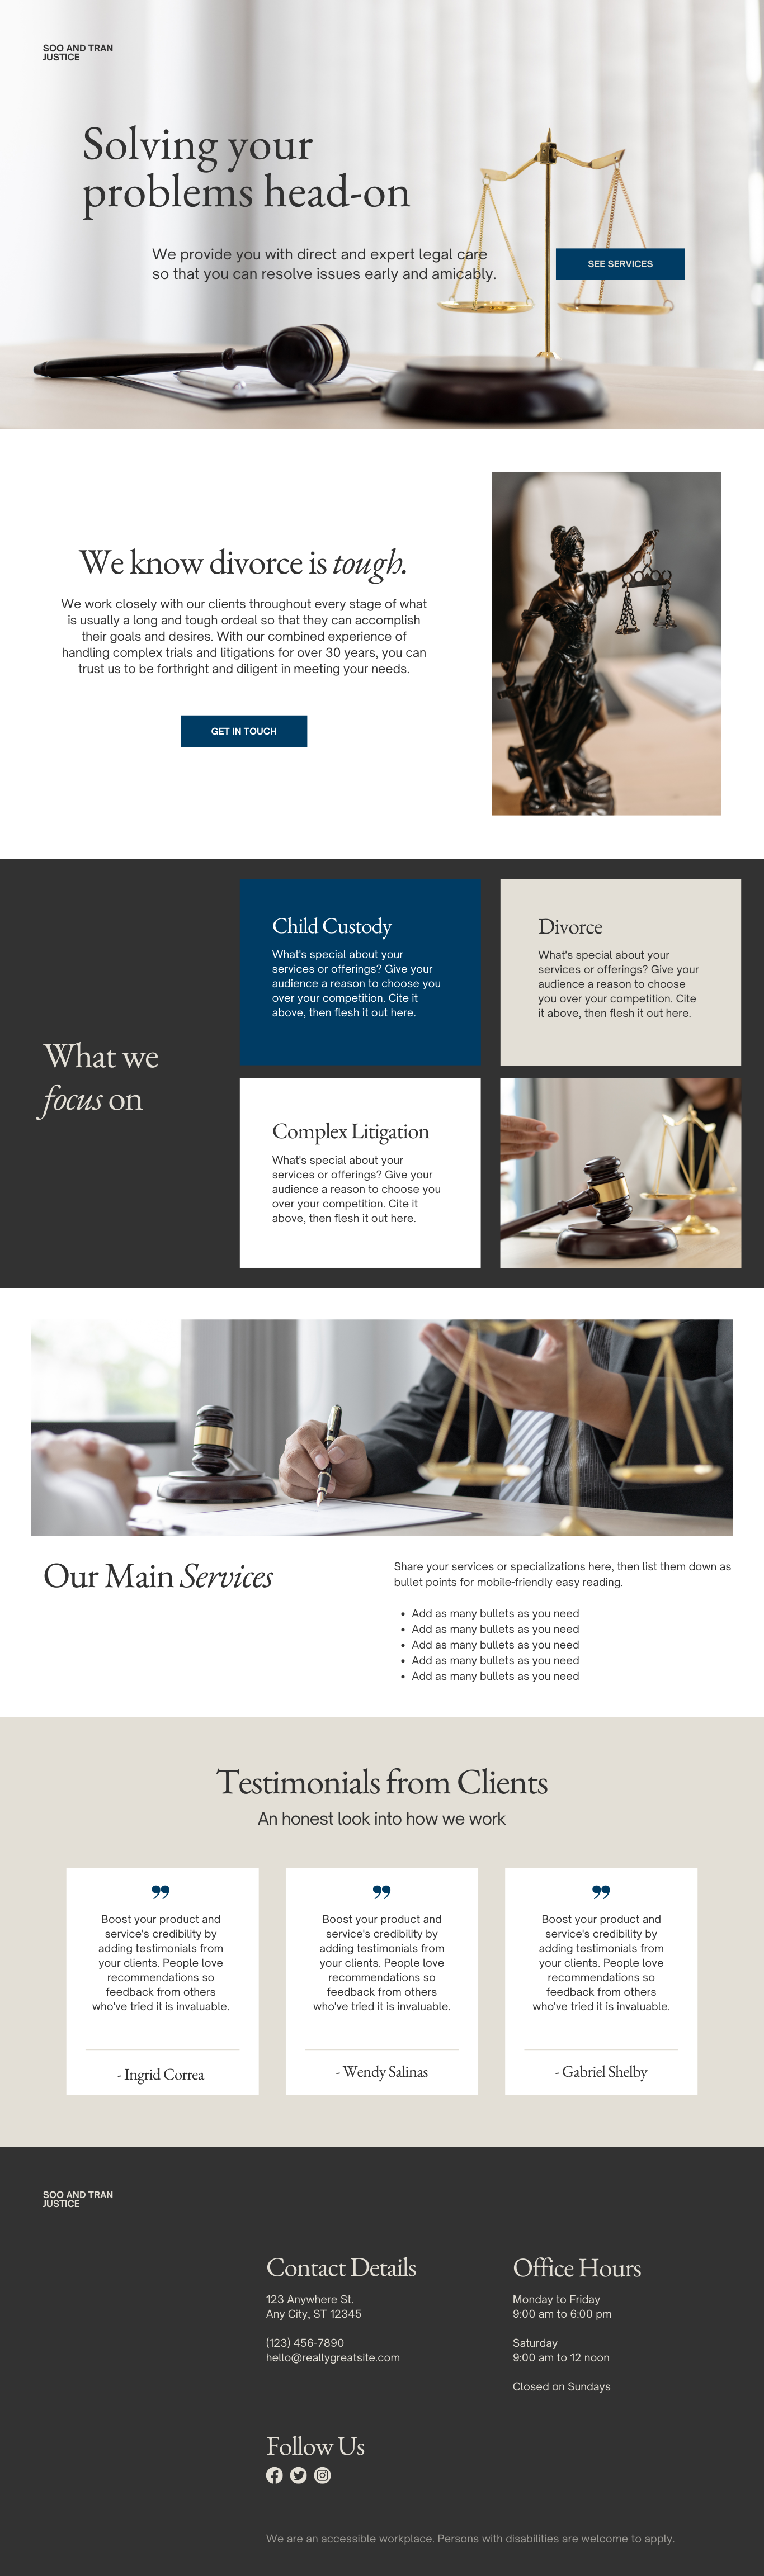 SOO AND TRAN
JUSTICE
Solving your
problems head-on
We provide you with direct and expert legal care
so that you can resolve issues early and amicably.
SEE SERVICES
We know divorce is tough.
We work closely with our clients throughout every stage of what
is usually a long and tough ordeal so that they can accomplish
their goals and desires. With our combined experience of
handling complex trials and litigations for over 30 years, you can
trust us to be forthright and diligent in meeting your needs.
GET IN TOUCH
What we
focus on
Child Custody
What's special about your
services or offerings? Give your
audience a reason to choose you
over your competition. Cite it
above, then flesh it out here.
Divorce
What's special about your
services or offerings? Give your
audience a reason to choose
you over your competition. Cite
it above, then flesh it out here.
Complex Litigation
What's special about your
services or offerings? Give your
audience a reason to choose you
over your competition. Cite it
above, then flesh it out here.
Our Main Services
Share your services or specializations here, then list them down as
bullet points for mobile-friendly easy reading.
• Add as many bullets as you need
• Add as many bullets as you need
• Add as many bullets as you need
• Add as many bullets as you need
• Add as many bullets as you need
Testimonials from Clients
An honest look into how we work
”
Boost your product and
service's credibility by
adding testimonials from
your clients. People love
recommendations so
feedback from others
who've tried it is invaluable.
- Ingrid Correa
”
Boost your product and
service's credibility by
adding testimonials from
your clients. People love
recommendations so
feedback from others
who've tried it is invaluable.
- Wendy Salinas
”
Boost your product and
service's credibility by
adding testimonials from
your clients. People love
recommendations so
feedback from others
who've tried it is invaluable.
- Gabriel Shelby
SOO AND TRAN
JUSTICE
Contact Details
123 Anywhere St.
Any City, ST 12345
(123) 456-7890
hello@reallygreatsite.com
Office Hours
Monday to Friday
9:00 am to 6:00 pm
Saturday
9:00 am to 12 noon
Closed on Sundays
Follow Us
We are an accessible workplace. Persons with disabilities are welcome to apply.